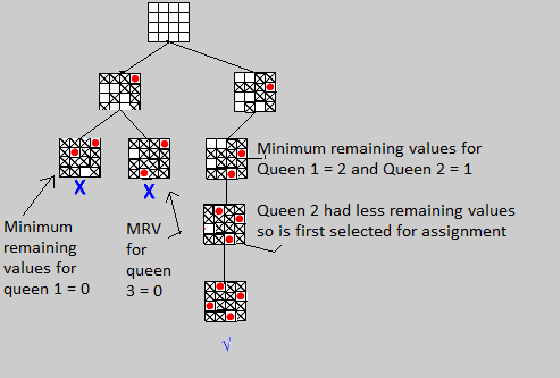 Minimum remaining values for
Queen 1 = 2 and Queen 2 = 1
X
X
Queen 2 had less remaining values
so is first selected for assignment
Minimum
remaining
values for
queen 1 = 0
MRV
for
queen
3 = 0